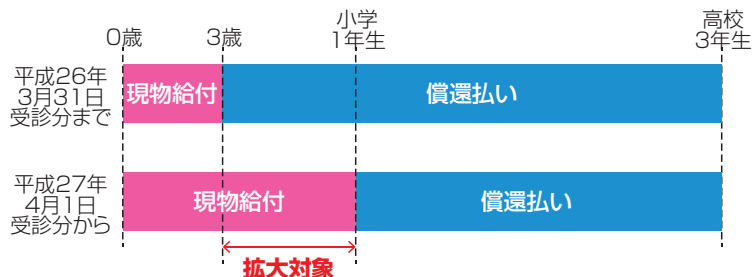 0歳
3歳
小学
1年生
高校
3年生
平成26年
3月31日
受診分まで
現物給付
償還払い
平成27年
4月1日
受診分から
現物給付
償還払い
拡大対象